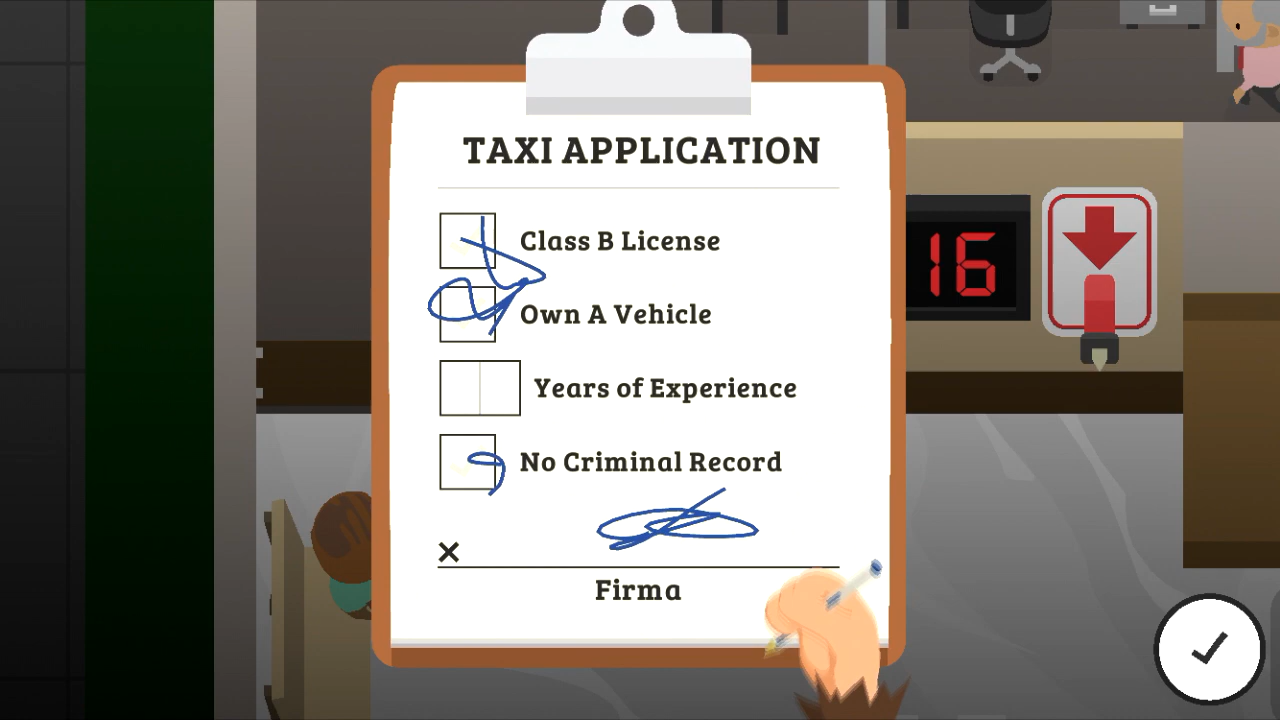 TAXI APPLICATION
Class B License
Own A Vehicle
16
Years of Experience
No Criminal Record
×
Firma